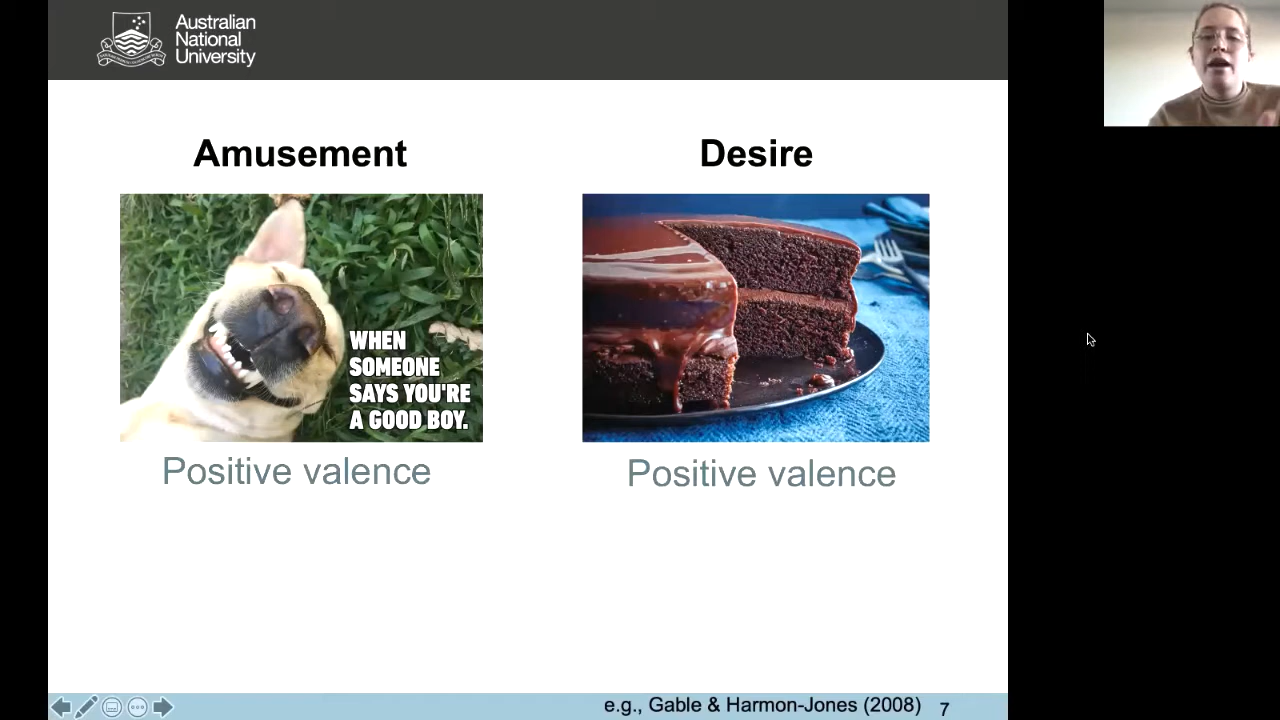 Australian
National
University
Amusement
Desire
WHEN
SOMEONE
SAYS YOU'RE
A GOOD BOY.
Positive valence
Positive valence
e.g., Gable & Harmon-Jones (2008)
7